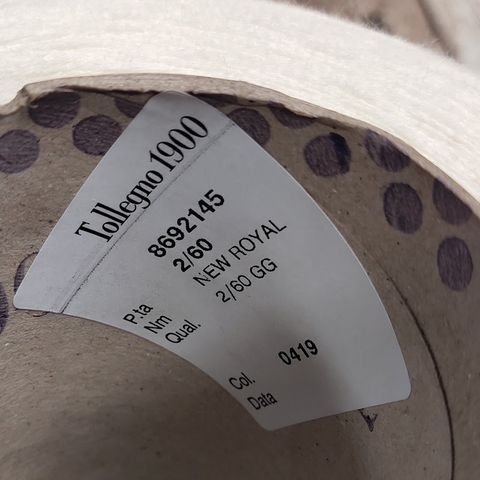 Tollegno 1900
P.ta 8692145
Nm 2/60
Qual. NEW ROYAL
2/60 GG
Col. 0419
Data